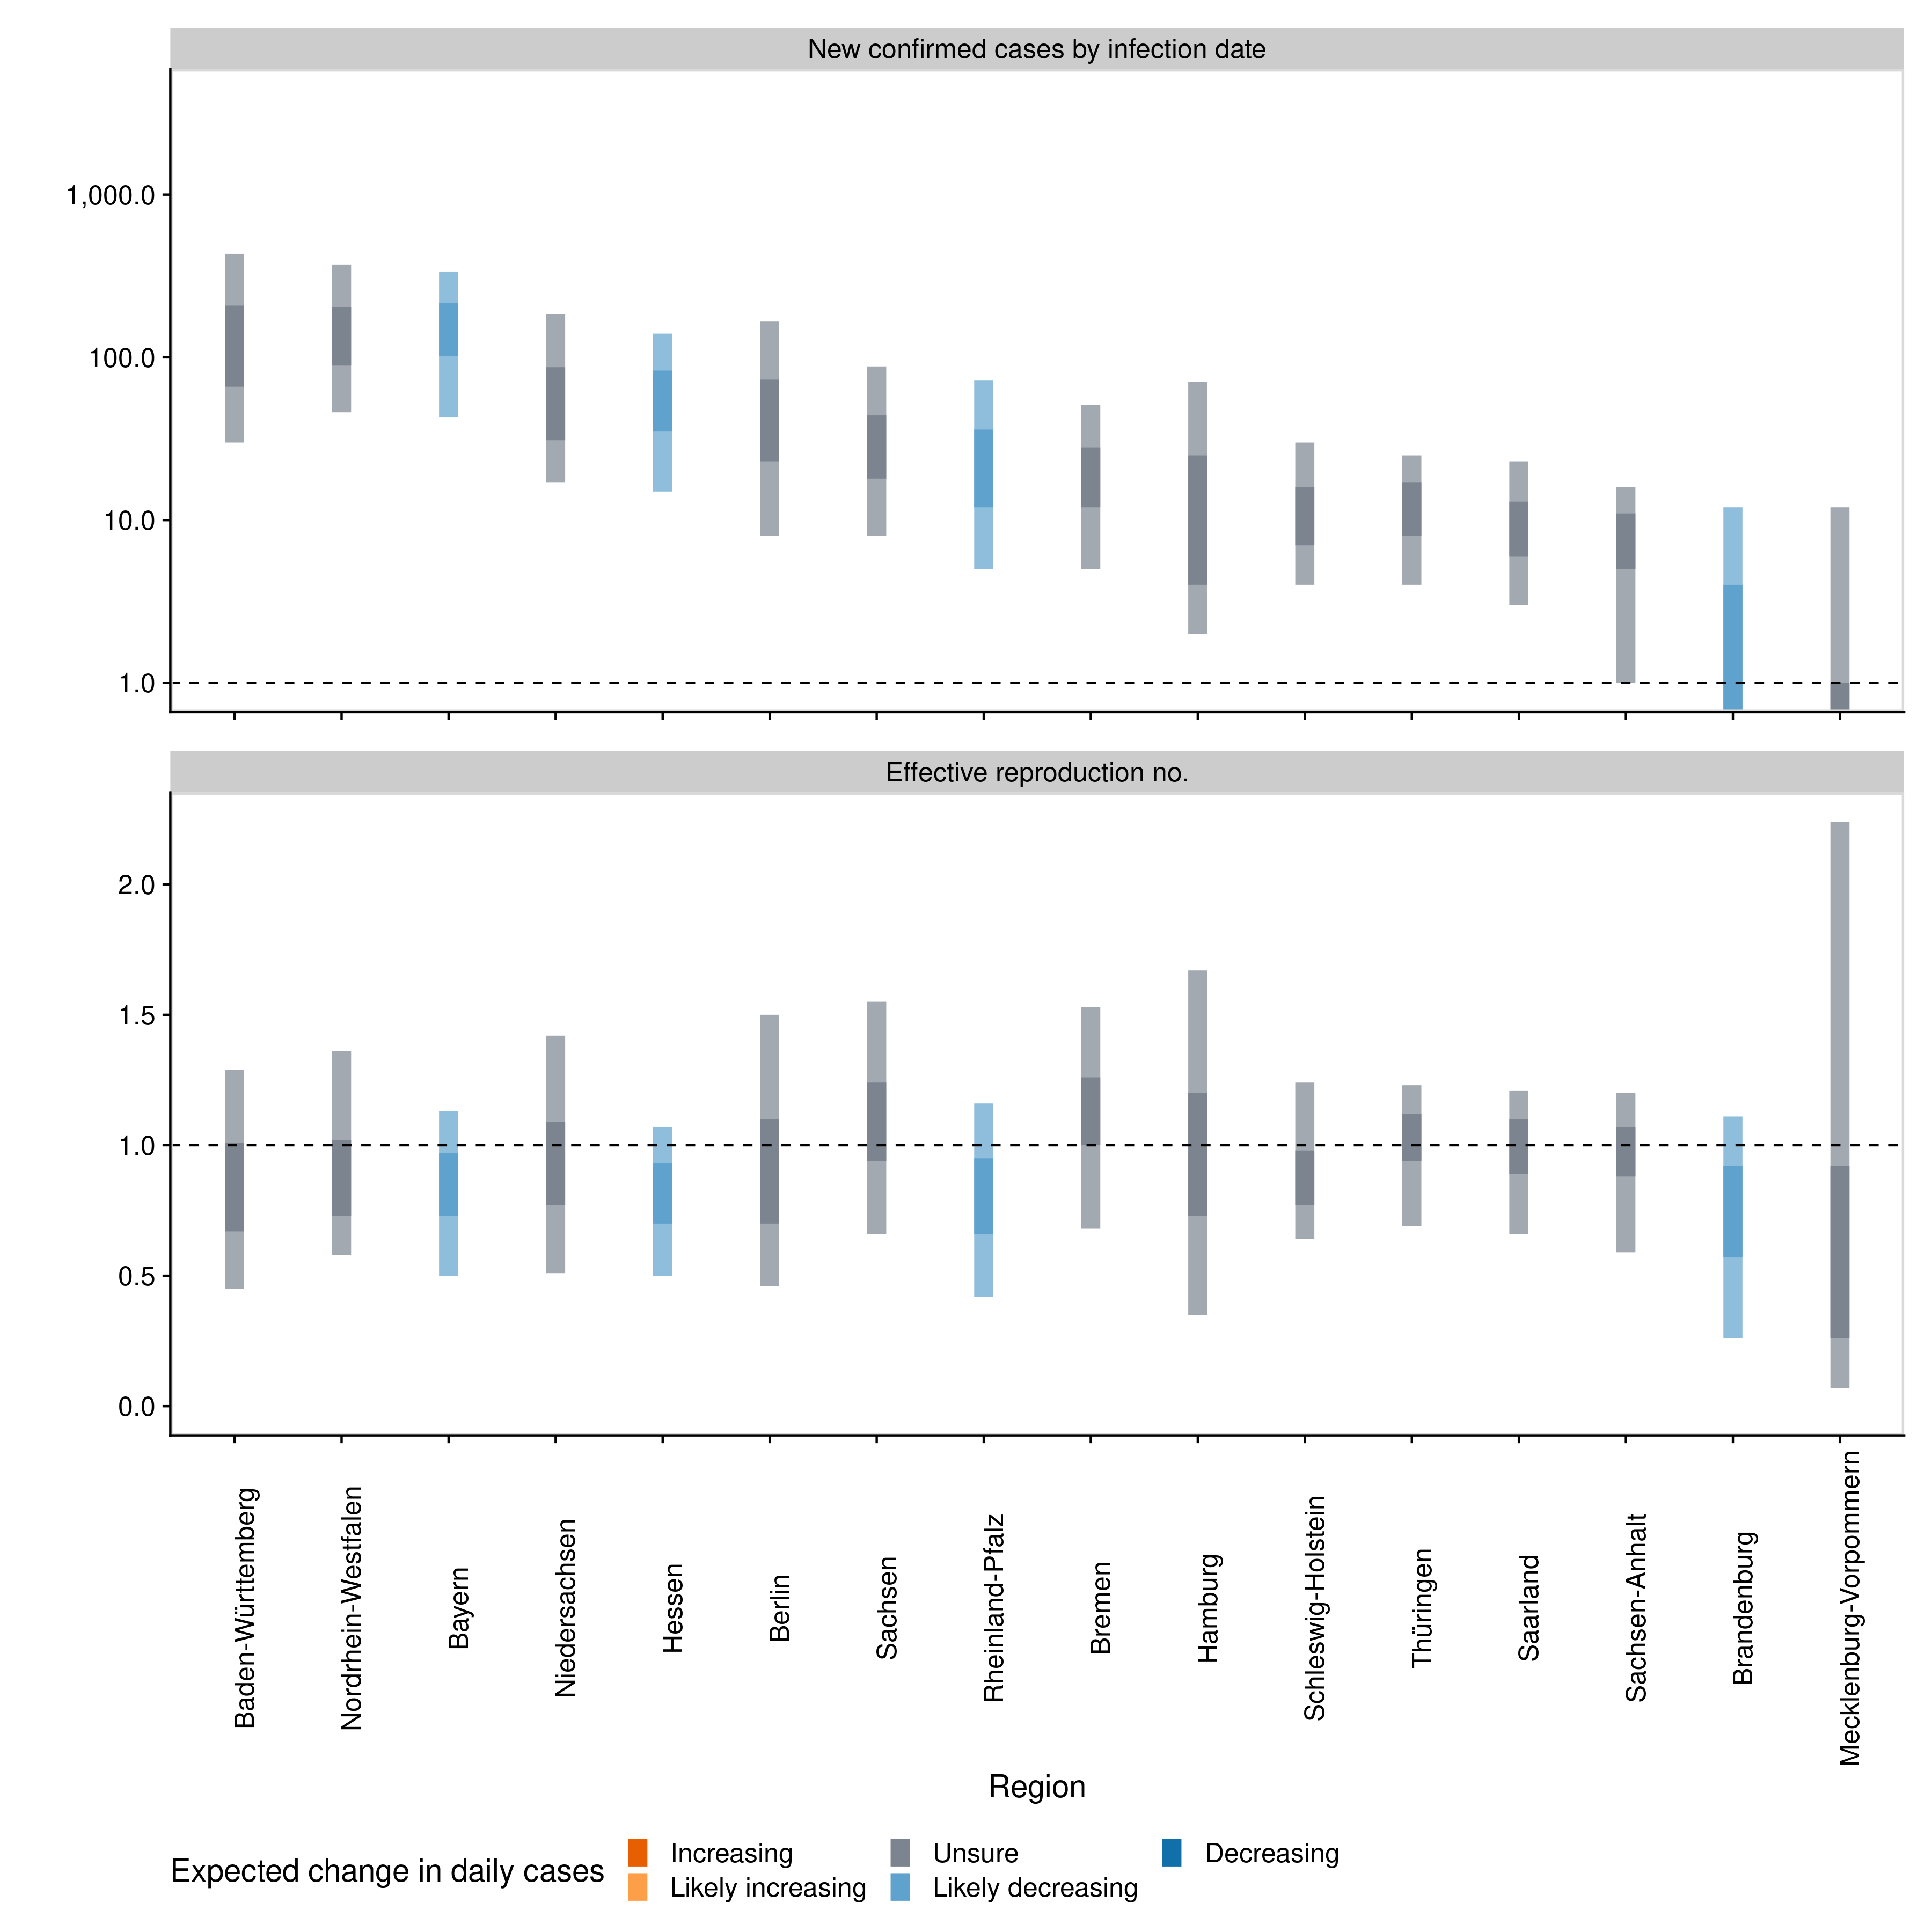 New confirmed cases by infection date
1,000.0
100.0
10.0
1.0
Effective reproduction no.
2.0
1.5
1.0
0.5
0.0
Baden-Württemberg
Nordrhein-Westfalen
Bayern
Niedersachsen
Hessen
Berlin
Sachsen
Rheinland-Pfalz
Bremen
Hamburg
Schleswig-Holstein
Thüringen
Saarland
Sachsen-Anhalt
Brandenburg
Mecklenburg-Vorpommern
Region
Expected change in daily cases
Increasing
Likely increasing
Unsure
Likely decreasing
Decreasing